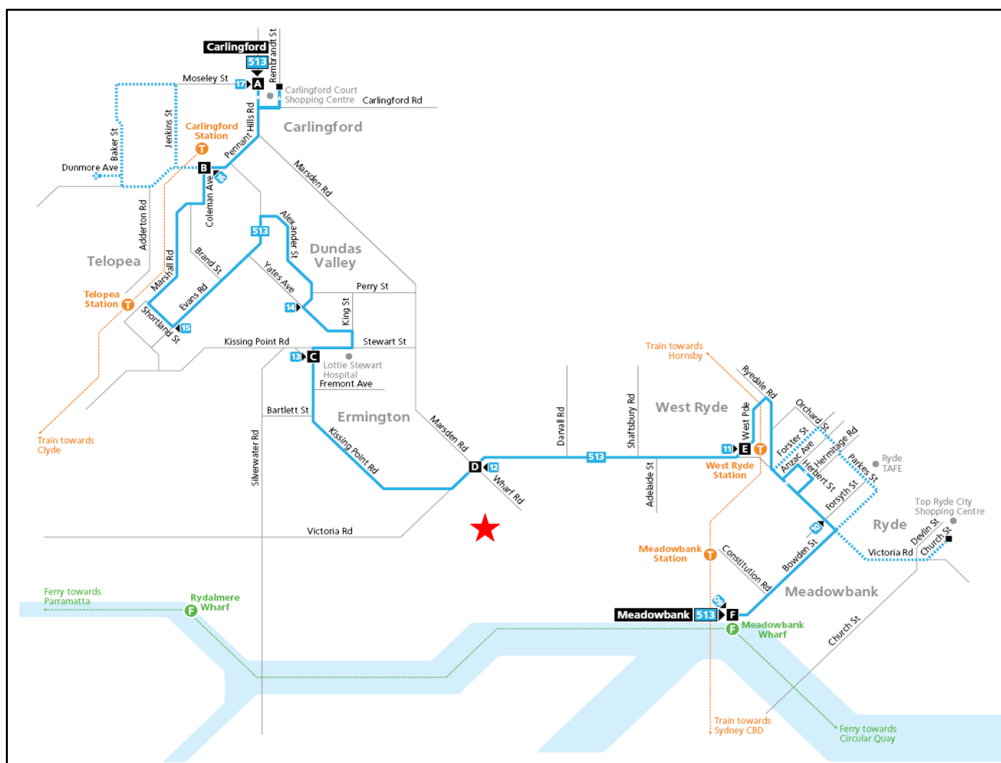 Carlingford
513
Rembrandt St
Moseley St
17
A
Carlingford Court
Shopping Centre
Carlingford Rd
Carlingford
Pennant Hills Rd
Jenkins St
Baker St
Carlingford
Station
T
Dunmore Ave
B
16
Coleman Ave
Marsden Rd
Adderton Rd
Telopea
Marshall Rd
Brand St
513
Alexander St
Dundas
Valley
Evans Rd
Yates Ave
Perry St
Telopea
Station
T
Shortland St
15
14
King St
Kissing Point Rd
13
C
Stewart St
Lottie Stewart
Hospital
Fremont Ave
Bartlett St
Ermington
Train towards
Clyde
Silverwater Rd
Kissing Point Rd
Marsden Rd
D
12
Wharf Rd
513
Darvall Rd
Shaftsbury Rd
Adelaide St
Train towards
Hornsby
Ryedale Rd
West Ryde
West Pde
11
E
T
West Ryde
Station
Orchard St
Forster St
Anzac Ave
Hermitage Rd
Herbert St
Parkes St
Forsyth St
Ryde
TAFE
10
Ryde
Top Ryde City
Shopping Centre
Devlin St
Church St
Victoria Rd
Victoria Rd
Meadowbank
Station
T
Constitution Rd
Bowden St
Meadowbank
Church St
Ferry towards
Parramatta
Rydalmere
Wharf
F
Meadowbank
513
F
F
Meadowbank
Wharf
Train towards
Sydney CBD
Ferry towards
Circular Quay